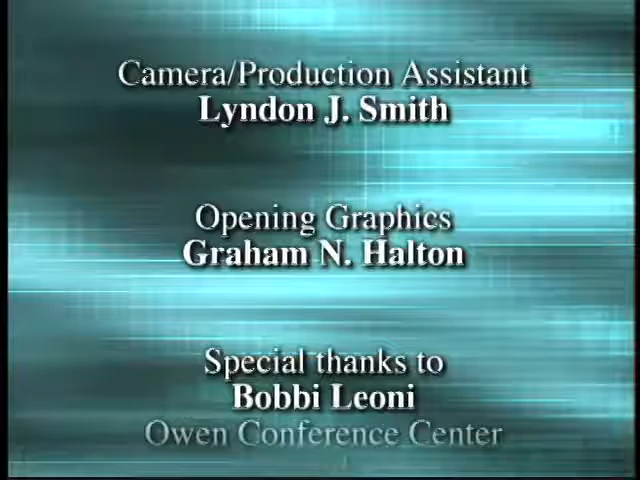 Camera/Production Assistant
Lyndon J. Smith
Opening Graphics
Graham N. Halton
Special thanks to
Bobbi Leoni
Owen Conference Center